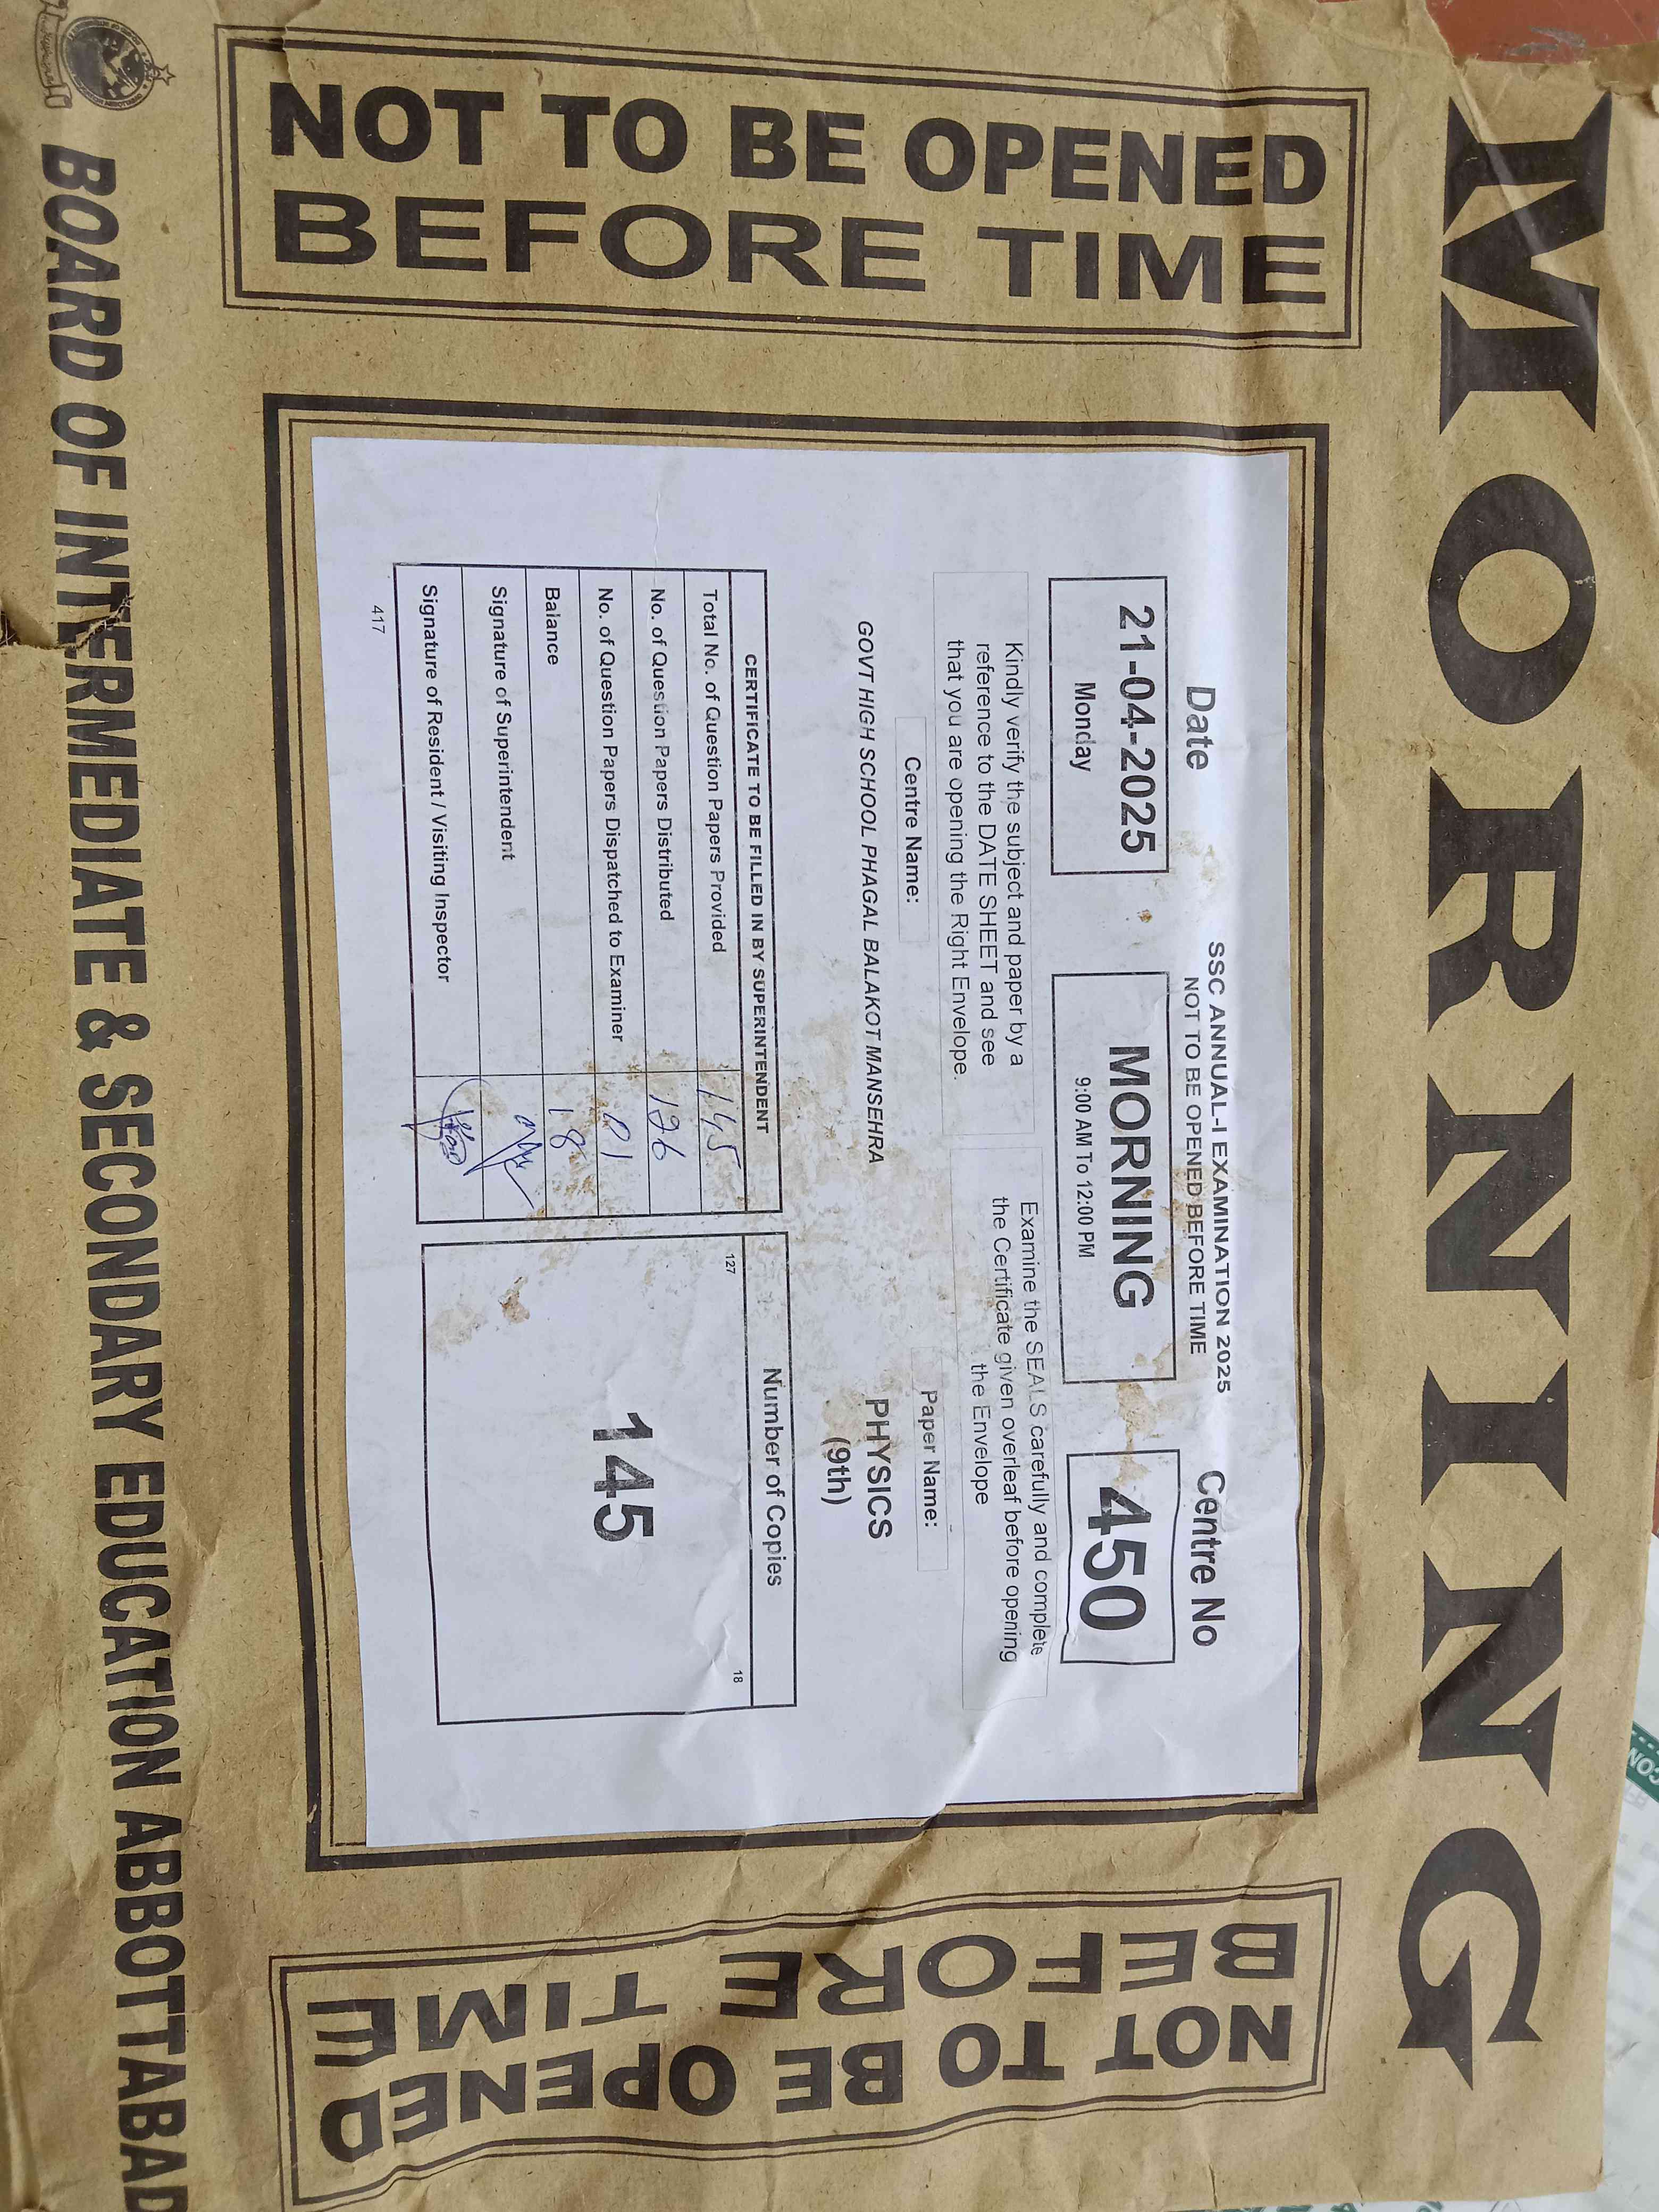 MORNING
NOT TO BE OPENED
BEFORE TIME
SSC ANNUAL-I EXAMINATION 2025
NOT TO BE OPENED BEFORE TIME
Date
Centre No
21-04-2025
Monday
MORNING
9:00 AM To 12:00 PM
450
Kindly verify the subject and paper by a
reference to the DATE SHEET and see
that you are opening the Right Envelope.
Examine the SEALS carefully and complete
the Certificate given overleaf before opening
the Envelope
Centre Name:
Paper Name:
GOVT HIGH SCHOOL PHAGAL BALAKOT MANSEHRA
PHYSICS
(9th)
CERTIFICATE TO BE FILLED IN BY SUPERINTENDENT
Total No. of Question Papers Provided 145
No. of Question Papers Distributed 126
No. of Question Papers Dispatched to Examiner 01
Balance 18
Signature of Superintendent
Signature of Resident / Visiting Inspector
417
Number of Copies
127
18
145
NOT TO BE OPENED
BEFORE TIME
BOARD OF INTERMEDIATE & SECONDARY EDUCATION ABBOTTABAD